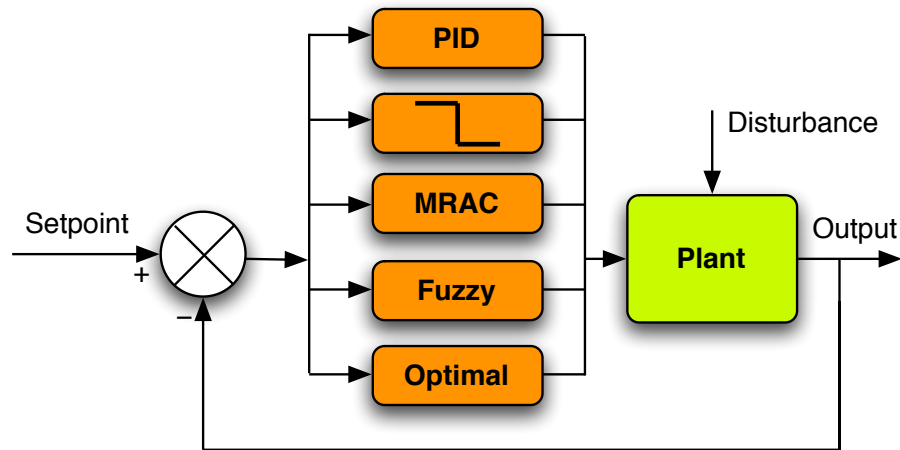 PID
Disturbance
MRAC
Setpoint
Output
Plant
+
Fuzzy
−
Optimal